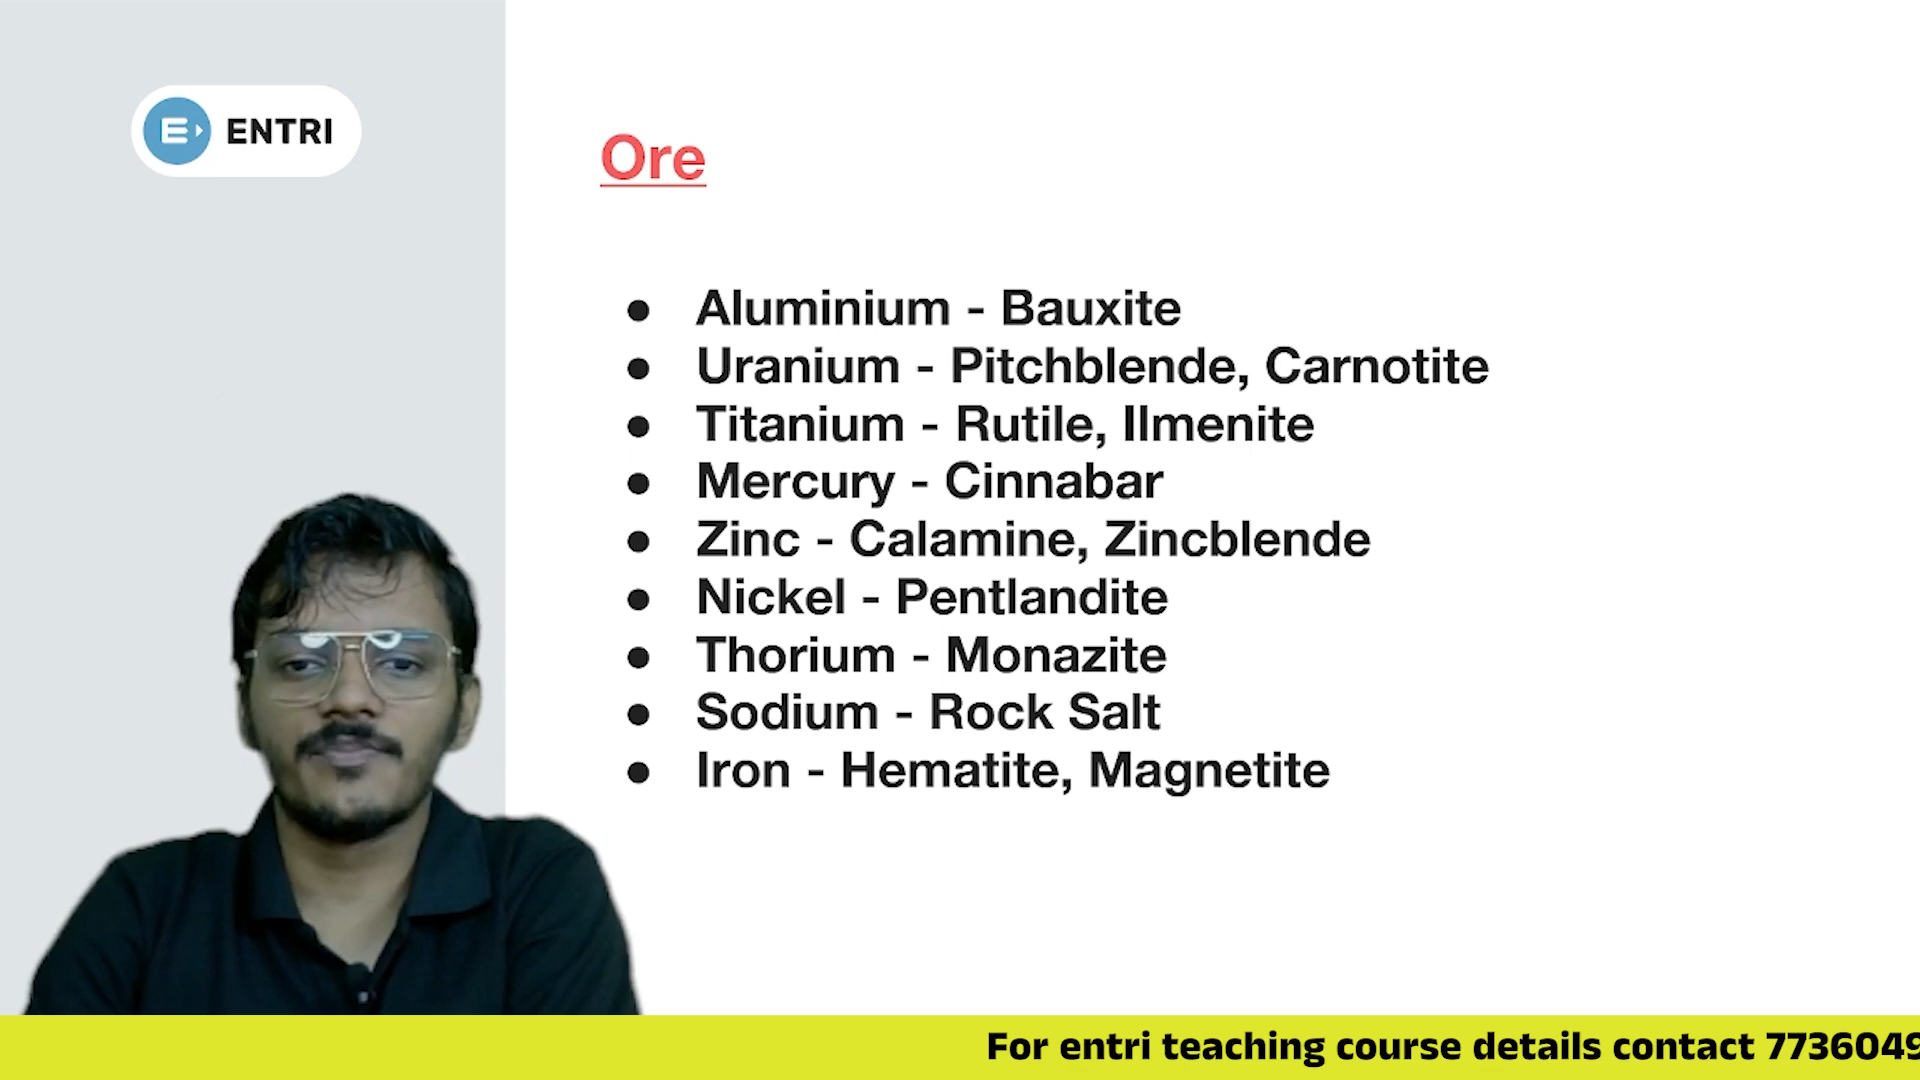 ENTRI
Ore
● Aluminium - Bauxite
● Uranium - Pitchblende, Carnotite
● Titanium - Rutile, Ilmenite
● Mercury - Cinnabar
● Zinc - Calamine, Zincblende
● Nickel - Pentlandite
● Thorium - Monazite
● Sodium - Rock Salt
● Iron - Hematite, Magnetite
For entri teaching course details contact 7736049